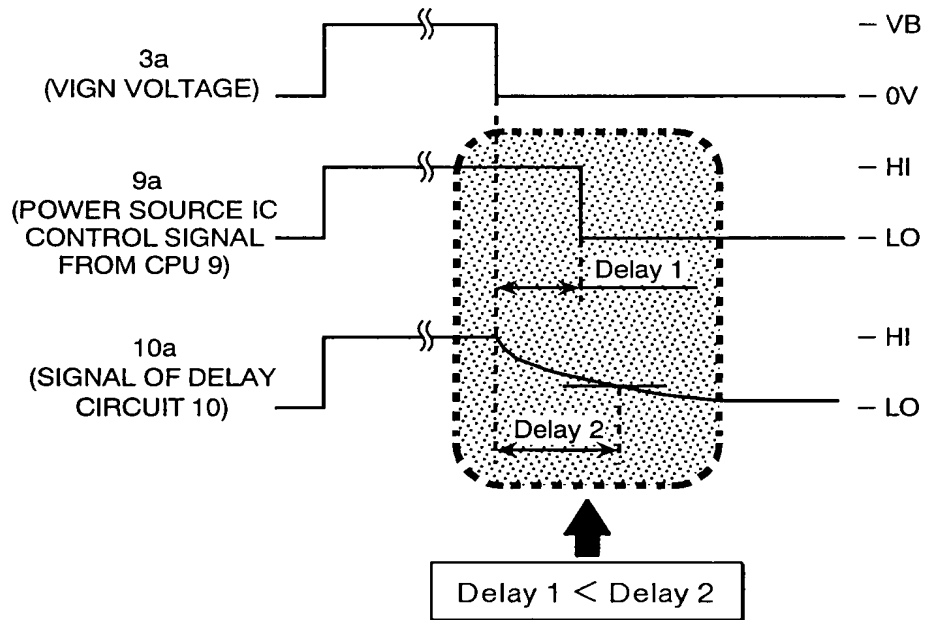 3a
(VIGN VOLTAGE)
VB
0V
9a
(POWER SOURCE IC
CONTROL SIGNAL
FROM CPU 9)
HI
LO
Delay 1
10a
(SIGNAL OF DELAY
CIRCUIT 10)
HI
LO
Delay 2
Delay 1 < Delay 2